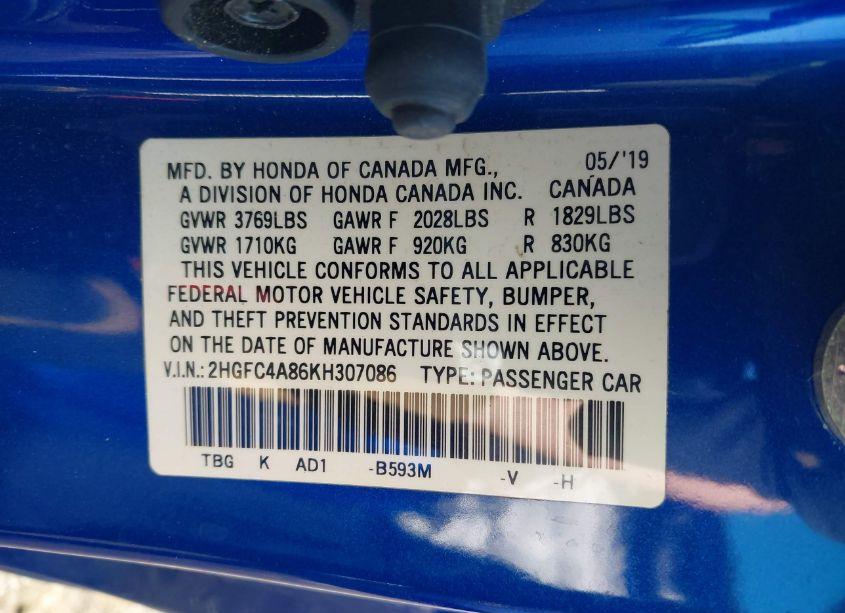 MFD. BY HONDA OF CANADA MFG., 05/'19
A DIVISION OF HONDA CANADA INC. CANADA
GVWR 3769LBS GAWR F 2028LBS R 1829LBS
GVWR 1710KG GAWR F 920KG R 830KG
THIS VEHICLE CONFORMS TO ALL APPLICABLE
FEDERAL MOTOR VEHICLE SAFETY, BUMPER,
AND THEFT PREVENTION STANDARDS IN EFFECT
ON THE DATE OF MANUFACTURE SHOWN ABOVE.
V.I.N.: 2HGFC4A86KH307086 TYPE: PASSENGER CAR
TBG K AD1 -B593M -V -H